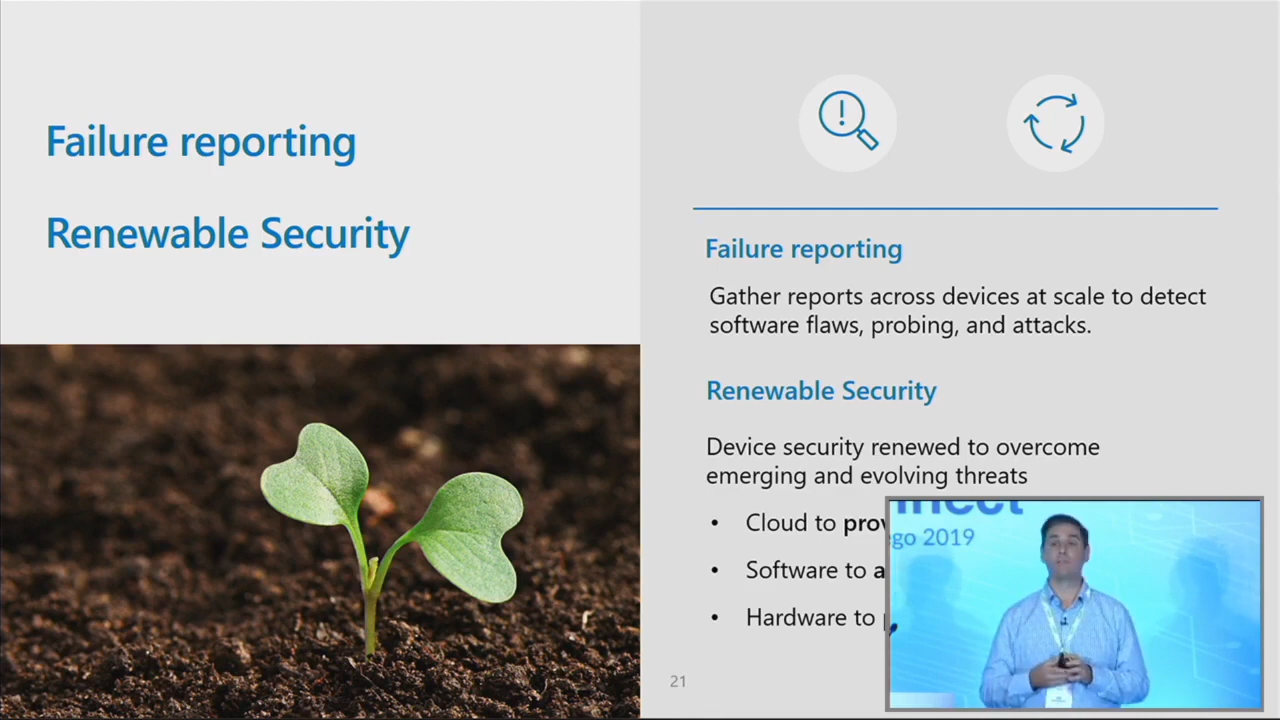 Failure reporting
Renewable Security
Failure reporting
Gather reports across devices at scale to detect
software flaws, probing, and attacks.
Renewable Security
Device security renewed to overcome
emerging and evolving threats
• Cloud to
• Software to
• Hardware to
2019
21